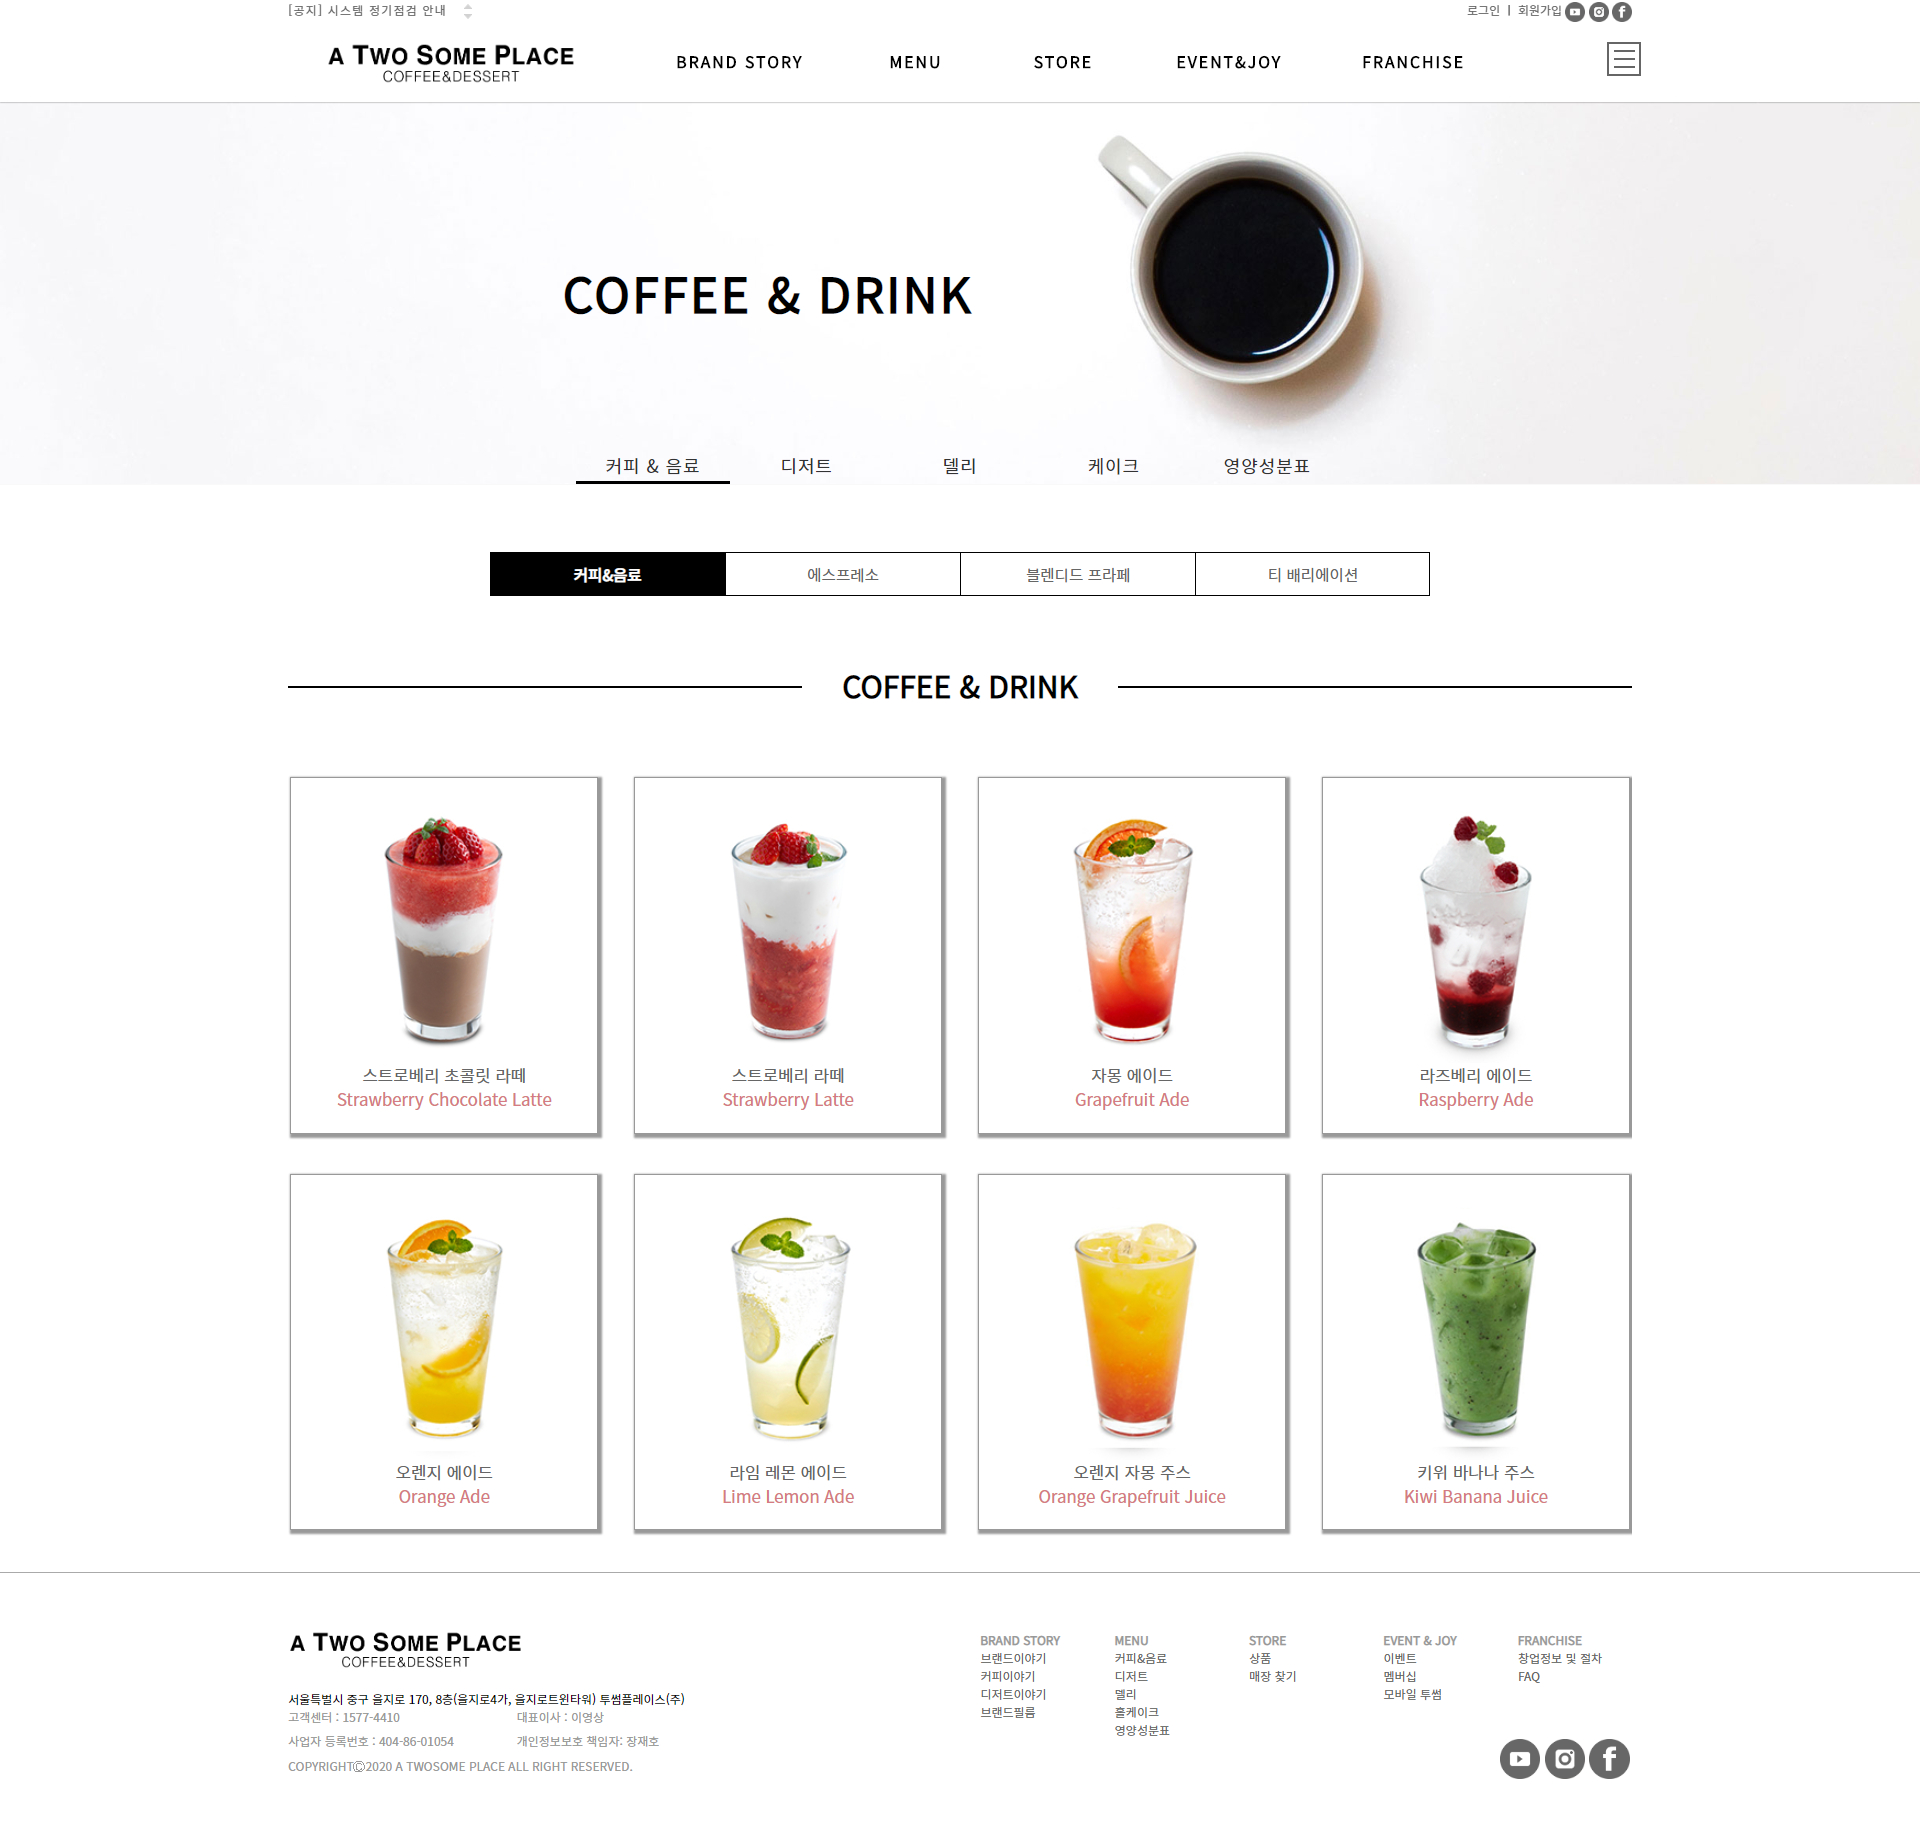 [공지] 시스템 정기점검 안내
로그인 | 회원가입
A TWO SOME PLACE
COFFEE&DESSERT
BRAND STORY
MENU
STORE
EVENT&JOY
FRANCHISE
COFFEE & DRINK
커피 & 음료
디저트
델리
케이크
영양성분표
커피&음료
에스프레소
블렌디드 프라페
티 배리에이션
COFFEE & DRINK
스트로베리 초콜릿 라떼
Strawberry Chocolate Latte
스트로베리 라떼
Strawberry Latte
자몽 에이드
Grapefruit Ade
라즈베리 에이드
Raspberry Ade
오렌지 에이드
Orange Ade
라임 레몬 에이드
Lime Lemon Ade
오렌지 자몽 주스
Orange Grapefruit Juice
키위 바나나 주스
Kiwi Banana Juice
A TWO SOME PLACE
COFFEE&DESSERT
서울특별시 중구 을지로 170, 8층(을지로4가, 을지로트윈타워) 투썸플레이스(주)
고객센터 : 1577-4410
대표이사 : 이영상
사업자 등록번호 : 404-86-01054
개인정보보호 책임자: 장재호
COPYRIGHTⓒ2020 A TWOSOME PLACE ALL RIGHT RESERVED.
BRAND STORY
브랜드이야기
커피이야기
디저트이야기
브랜드필름
MENU
커피&음료
디저트
델리
홀케이크
영양성분표
STORE
상품
매장 찾기
EVENT & JOY
이벤트
멤버십
모바일 투썸
FRANCHISE
창업정보 및 절차
FAQ